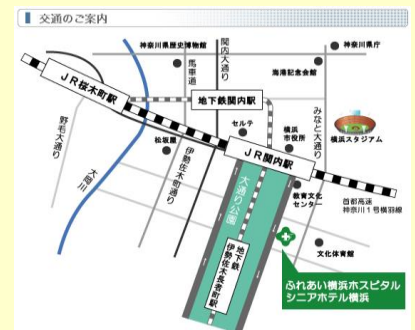 交通のご案内
神奈川県歴史博物館
馬車道
関内大通り
神奈川県庁
海港記念会館
JR桜木町駅
地下鉄関内駅
みなと大通り
野毛大通り
大岡川
松坂屋
伊勢佐木町通り
セルテ
横浜
市役所
横浜スタジアム
JR関内駅
大通り公園
教育文化
センター
首都高速
神奈川1号横羽線
地下鉄
伊勢佐木長者町駅
文化体育館
ふれあい横浜ホスピタル
シニアホテル横浜